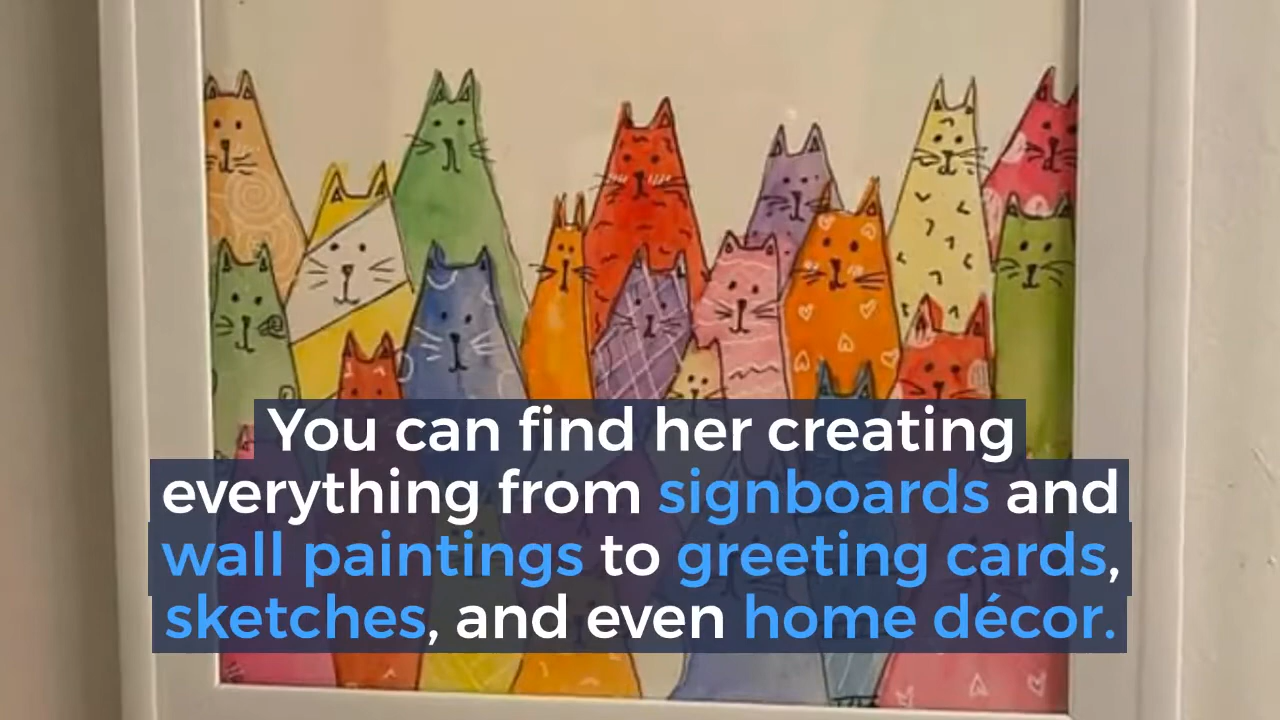 You can find her creating
everything from signboards and
wall paintings to greeting cards,
sketches, and even home décor.